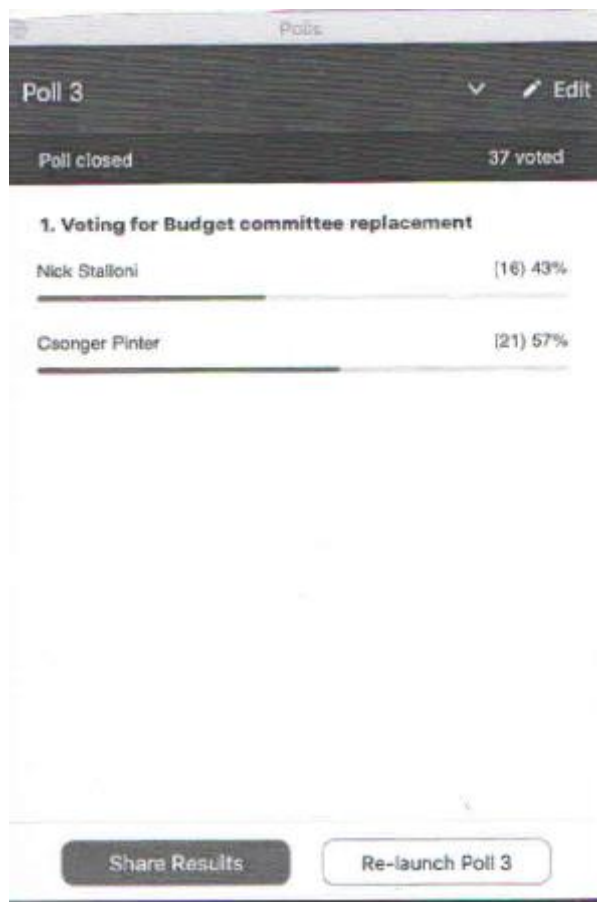 Polls
Poll 3 Edit
Poll closed 37 voted
1. Voting for Budget committee replacement
Nick Stalloni (16) 43%
Csonger Pinter (21) 57%
Share Results Re-launch Poll 3